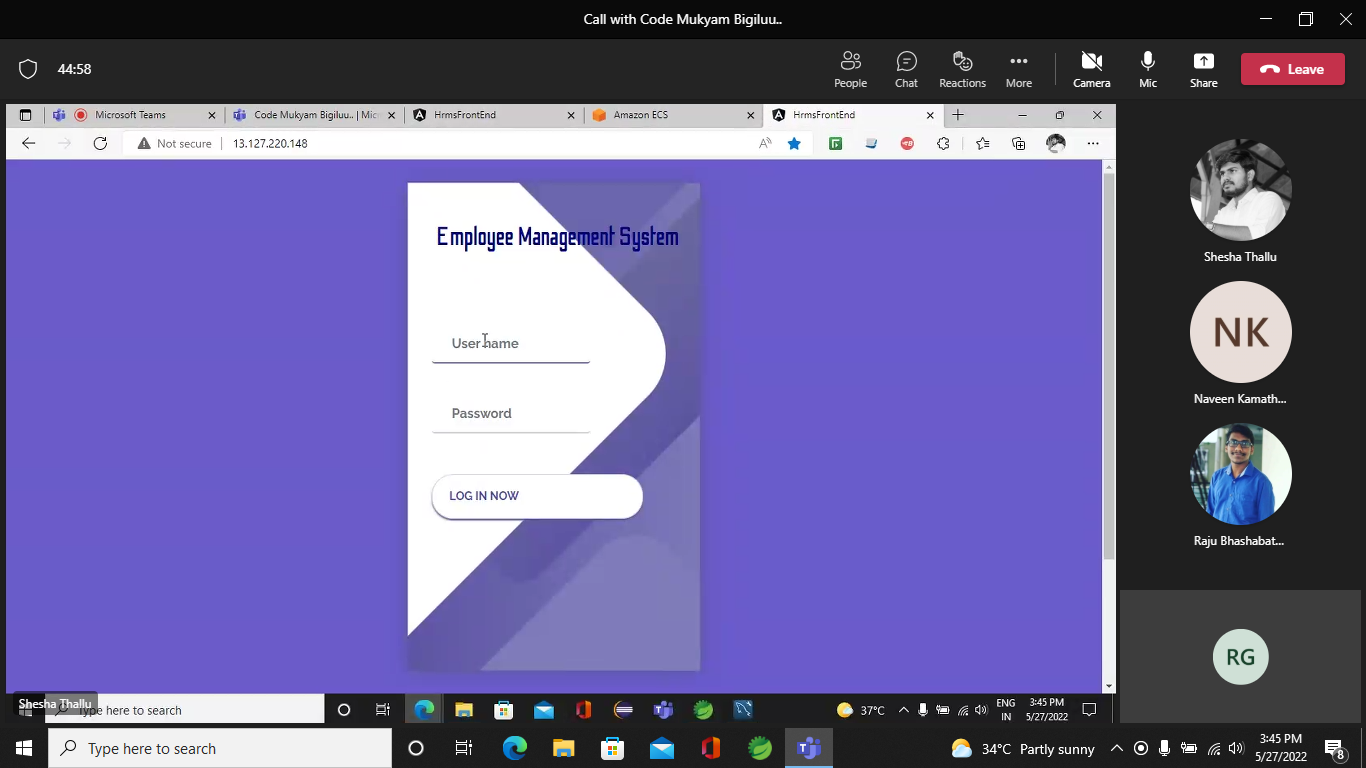 Call with Code Mukyam Bigiluu..
44:58
People
Chat
Reactions
More
Camera
Mic
Share
Leave
Microsoft Teams
Code Mukyam Bigiluu.. | Mic
HrmsFrontEnd
Amazon ECS
HrmsFrontEnd
Not secure
13.127.220.148
Employee Management System
User name
Password
LOG IN NOW
Shesha Thallu
NK
Naveen Kamath...
Raju Bhashabat...
RG
Shesha Thallu
Type here to search
37°C
ENG
IN
3:45 PM
5/27/2022
Type here to search
34°C Partly sunny
3:45 PM
5/27/2022
8